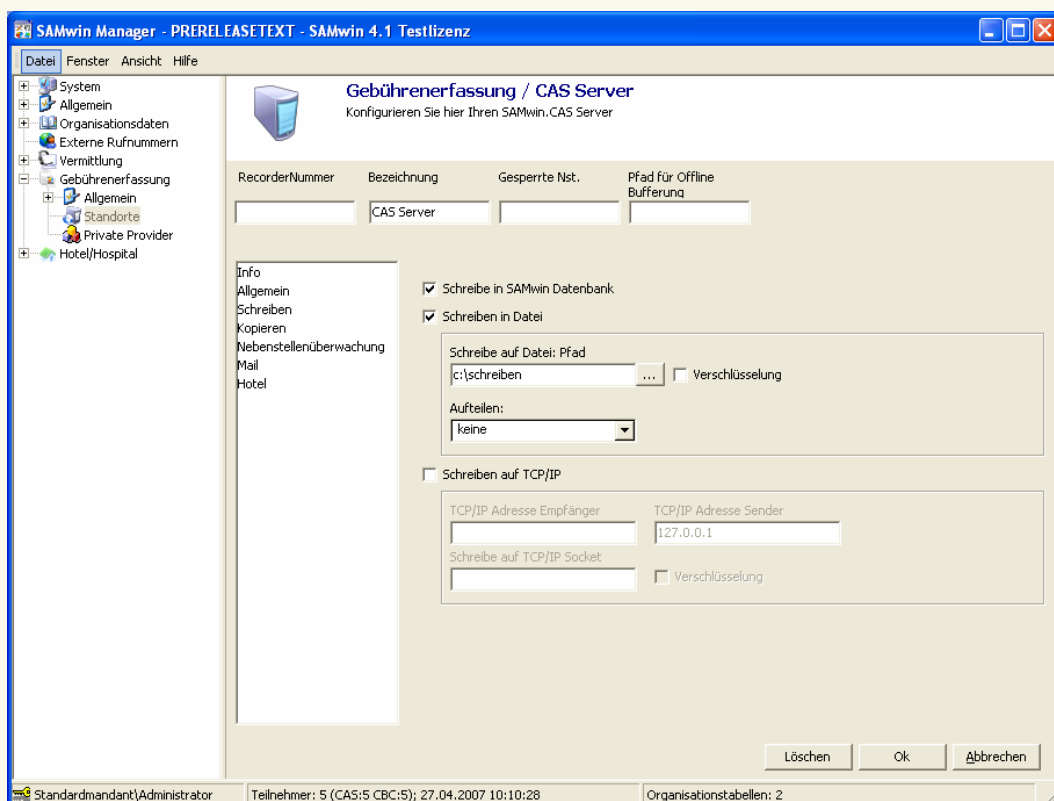 SAMwin Manager - PRERELEASETEXT - SAMwin 4.1 Testlizenz
Datei Fenster Ansicht Hilfe
System
Allgemein
Organisationsdaten
Externe Rufnummern
Vermittlung
Gebührenerfassung
Allgemein
Standorte
Private Provider
Hotel/Hospital
Gebührenerfassung / CAS Server
Konfigurieren Sie hier Ihren SAMwin.CAS Server
RecorderNummer Bezeichnung Gesperrte Nst. Pfad für Offline
Bufferung
CAS Server
Info
Allgemein
Schreiben
Kopieren
Nebenstellenüberwachung
Mail
Hotel
Schreibe in SAMwin Datenbank
Schreiben in Datei
Schreibe auf Datei: Pfad
c:\schreiben ... Verschlüsselung
Aufteilen:
keine
Schreiben auf TCP/IP
TCP/IP Adresse Empfänger TCP/IP Adresse Sender
127.0.0.1
Schreibe auf TCP/IP Socket
Verschlüsselung
Löschen Ok Abbrechen
Standardmandant\Administrator Teilnehmer: 5 (CAS:5 CBC:5); 27.04.2007 10:10:28 Organisationstabellen: 2